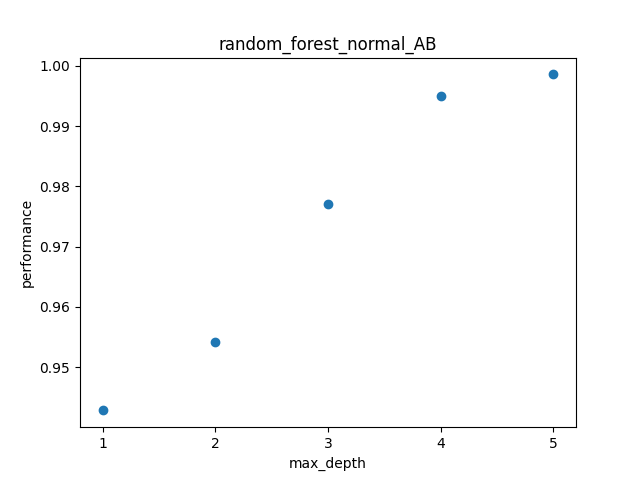 random_forest_normal_AB
1.00
0.99
0.98
0.97
0.96
0.95
performance
1 2 3 4 5
max_depth